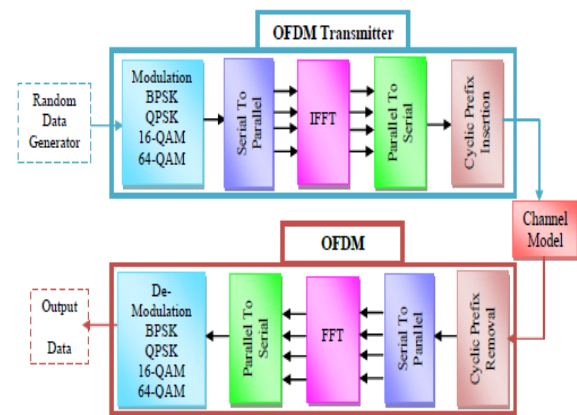 OFDM Transmitter
Random
Data
Generator
Modulation
BPSK
QPSK
16-QAM
64-QAM
Serial To
Parallel
IFFT
Parallel To
Serial
Cyclic Prefix
Insertion
Channel
Model
OFDM
Output
Data
De-
Modulation
BPSK
QPSK
16-QAM
64-QAM
Parallel To
Serial
FFT
Serial To
Parallel
Cyclic Prefix
Removal